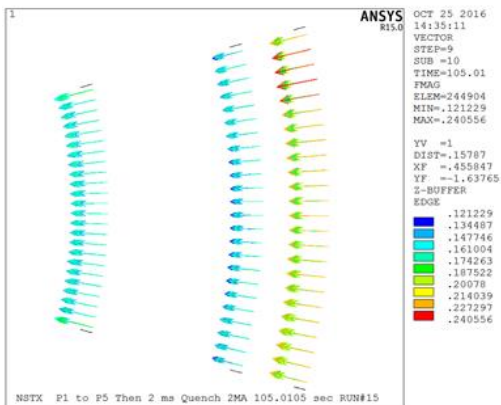 1
ANSYS
R15.0
OCT 25 2016
14:35:11
VECTOR
STEP=9
SUB =10
TIME=105.01
FMAG
ELEM=244904
MIN=.121229
MAX=.240556
YV =1
DIST=.15787
XF =.455847
YF =-1.63765
Z-BUFFER
EDGE
.121229
.134487
.147746
.161004
.174263
.187522
.20078
.214039
.227297
.240556
NSTX P1 to P5 Then 2 ms Quench 2MA 105.0105 sec RUN#15